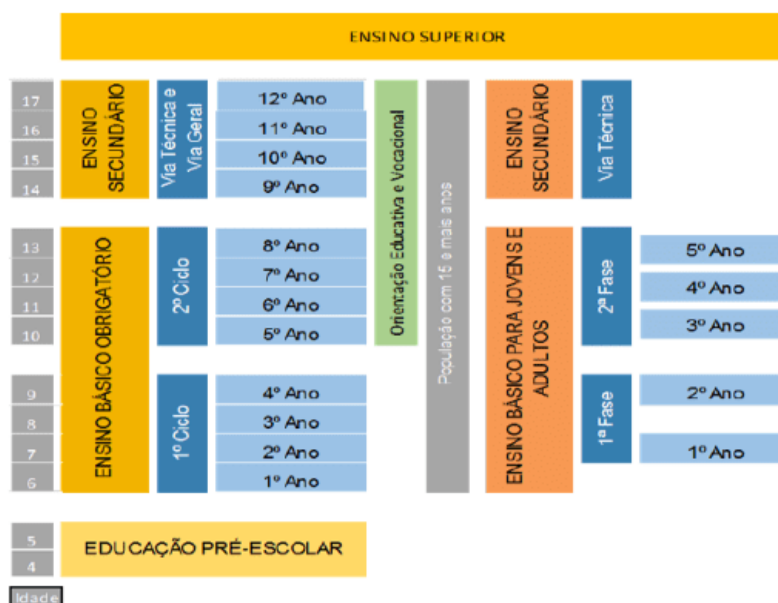 ENSINO SUPERIOR
17
16
15
14
ENSINO
SECUNDÁRIO
Via Técnica e
Via Geral
12º Ano
11º Ano
10º Ano
9º Ano
Orientação Educativa e Vocacional
População com 15 e mais anos
ENSINO
SECUNDÁRIO
Via Técnica
13
12
11
10
ENSINO BÁSICO OBRIGATÓRIO
2º Ciclo
8º Ano
7º Ano
6º Ano
5º Ano
ENSINO BÁSICO PARA JOVENS E
ADULTOS
2ª Fase
5º Ano
4º Ano
3º Ano
9
8
7
6
1º Ciclo
4º Ano
3º Ano
2º Ano
1º Ano
1ª Fase
2º Ano
1º Ano
5
4
EDUCAÇÃO PRÉ-ESCOLAR
Idade